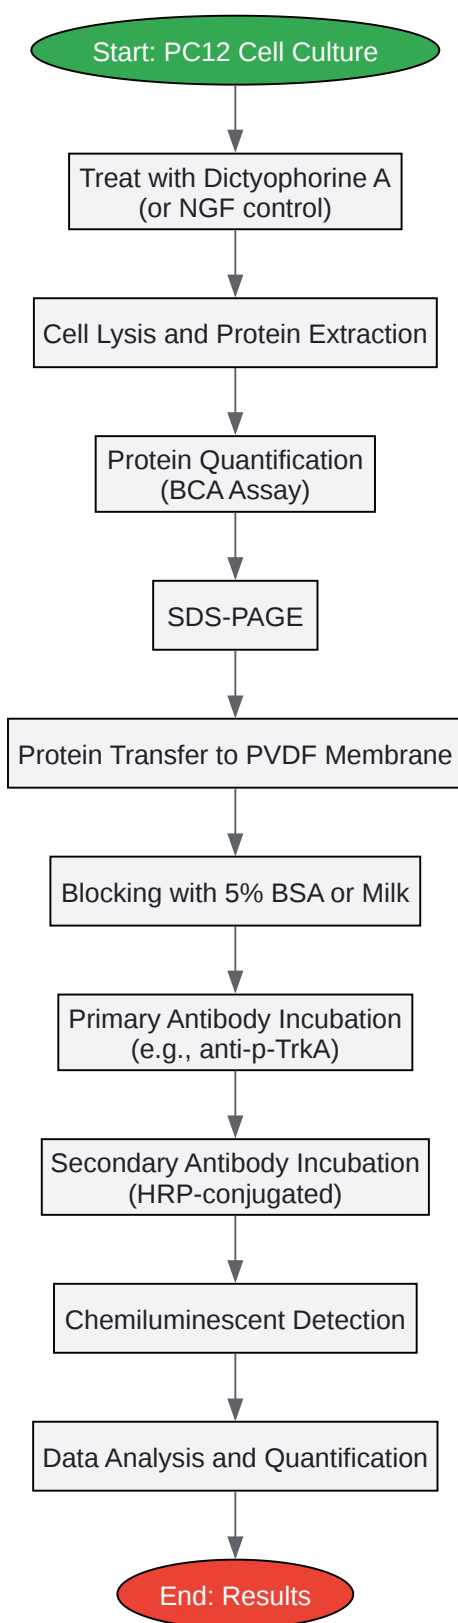 Start: PC12 Cell Culture
Treat with Dictyophorine A
(or NGF control)
Cell Lysis and Protein Extraction
Protein Quantification
(BCA Assay)
SDS-PAGE
Protein Transfer to PVDF Membrane
Blocking with 5% BSA or Milk
Primary Antibody Incubation
(e.g., anti-p-TrkA)
Secondary Antibody Incubation
(HRP-conjugated)
Chemiluminescent Detection
Data Analysis and Quantification
End: Results